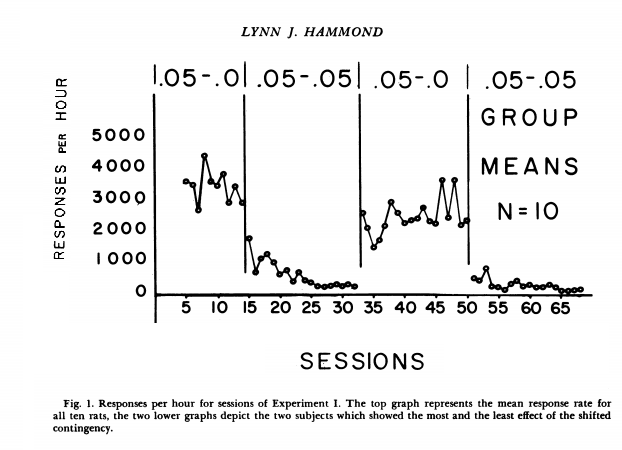 LYNN J. HAMMOND
.05-.0 .05-.05 .05-.0 .05-.05
RESPONSES PER HOUR
GROUP
MEANS
N=10
5000
4000
3000
2000
1000
0
5 10 15 20 25 30 35 40 45 50 55 60 65
SESSIONS
Fig. 1. Responses per hour for sessions of Experiment I. The top graph represents the mean response rate for
all ten rats, the two lower graphs depict the two subjects which showed the most and the least effect of the shifted
contingency.